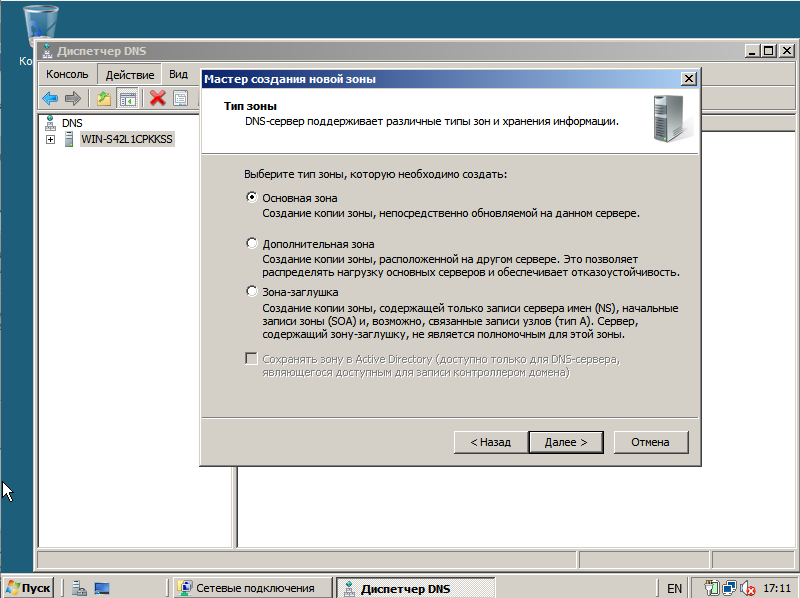 Ко
Диспетчер DNS
Консоль Действие Вид
Мастер создания новой зоны
Тип зоны
DNS-сервер поддерживает различные типы зон и хранения информации.
DNS
WIN-S42L1CPKKSS
Выберите тип зоны, которую необходимо создать:
Основная зона
Создание копии зоны, непосредственно обновляемой на данном сервере.
Дополнительная зона
Создание копии зоны, расположенной на другом сервере. Это позволяет
распределять нагрузку основных серверов и обеспечивает отказоустойчивость.
Зона-заглушка
Создание копии зоны, содержащей только записи сервера имен (NS), начальные
записи зоны (SOA) и, возможно, связанные записи узлов (тип A). Сервер,
содержащий зону-заглушку, не является полномочным для этой зоны.
Сохранять зону в Active Directory (доступно только для DNS-сервера,
являющегося доступным для записи контроллером домена)
< Назад Далее > Отмена
Пуск Сетевые подключения Диспетчер DNS EN 17:11